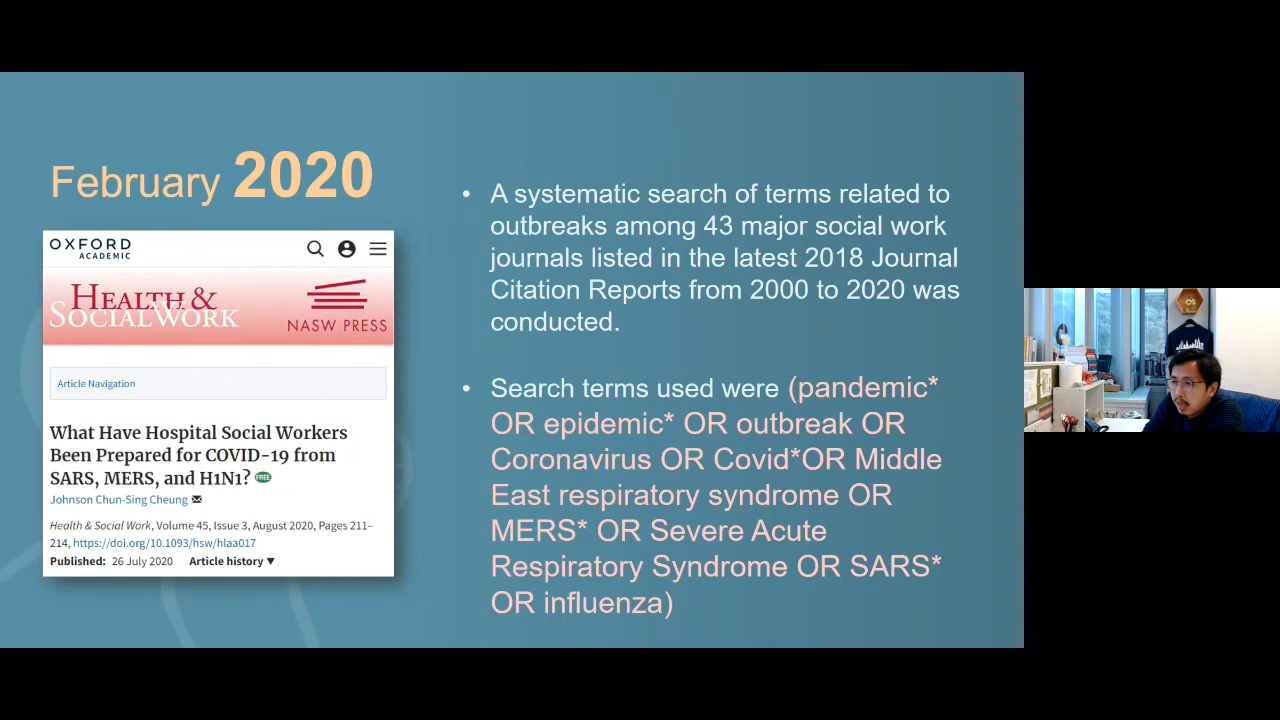 February 2020
OXFORD
ACADEMIC
HEALTH &
SOCIAL WORK
NASW PRESS
Article Navigation
What Have Hospital Social Workers
Been Prepared for COVID-19 from
SARS, MERS, and H1N1? FREE
Johnson Chun-Sing Cheung
Health & Social Work, Volume 45, Issue 3, August 2020, Pages 211–
214, https://doi.org/10.1093/hsw/hlaa017
Published: 26 July 2020 Article history ▼
• A systematic search of terms related to
outbreaks among 43 major social work
journals listed in the latest 2018 Journal
Citation Reports from 2000 to 2020 was
conducted.
• Search terms used were (pandemic*
OR epidemic* OR outbreak OR
Coronavirus OR Covid*OR Middle
East respiratory syndrome OR
MERS* OR Severe Acute
Respiratory Syndrome OR SARS*
OR influenza)